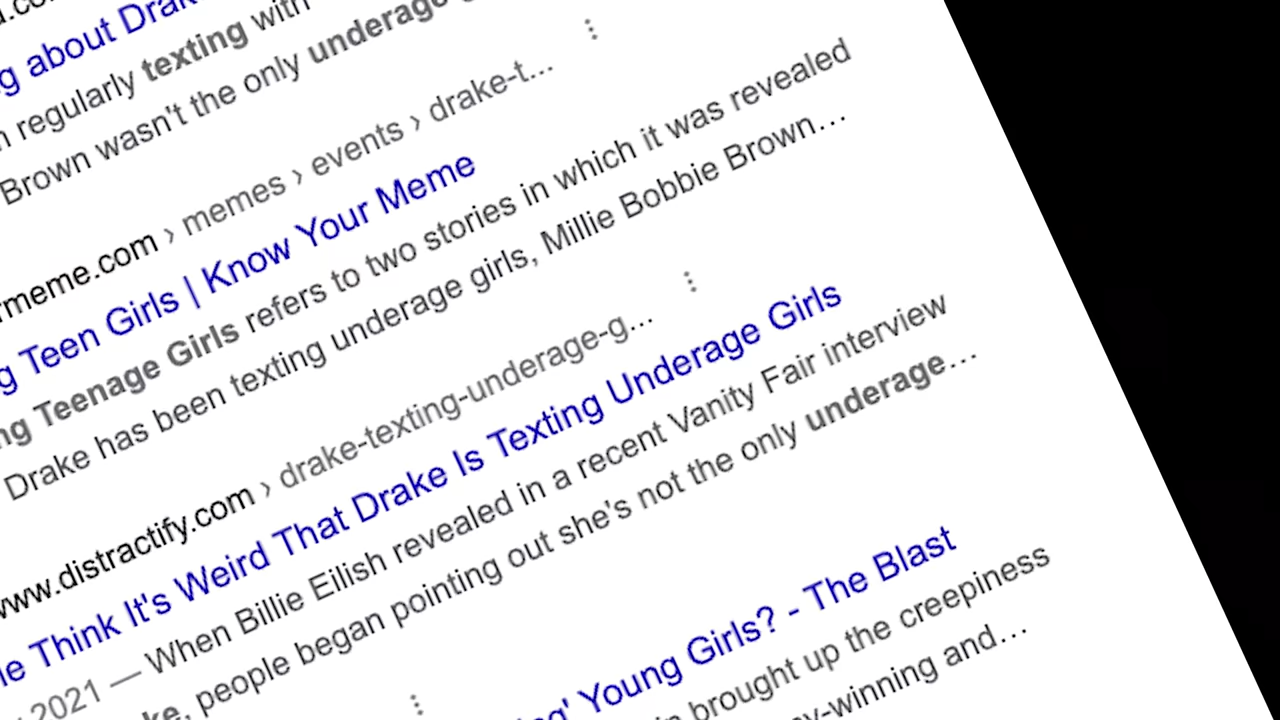 g about Drak
regularly texting with
Brown wasn't the only underage
rmeme.com › memes › events › drake-t...
g Teen Girls | Know Your Meme
ng Teenage Girls refers to two stories in which it was revealed
Drake has been texting underage girls, Millie Bobbie Brown...
www.distractify.com › drake-texting-underage-g...
le Think It's Weird That Drake Is Texting Underage Girls
2021 — When Billie Eilish revealed in a recent Vanity Fair interview
ke, people began pointing out she's not the only underage...
ng' Young Girls? - The Blast
brought up the creepiness
y-winning and...